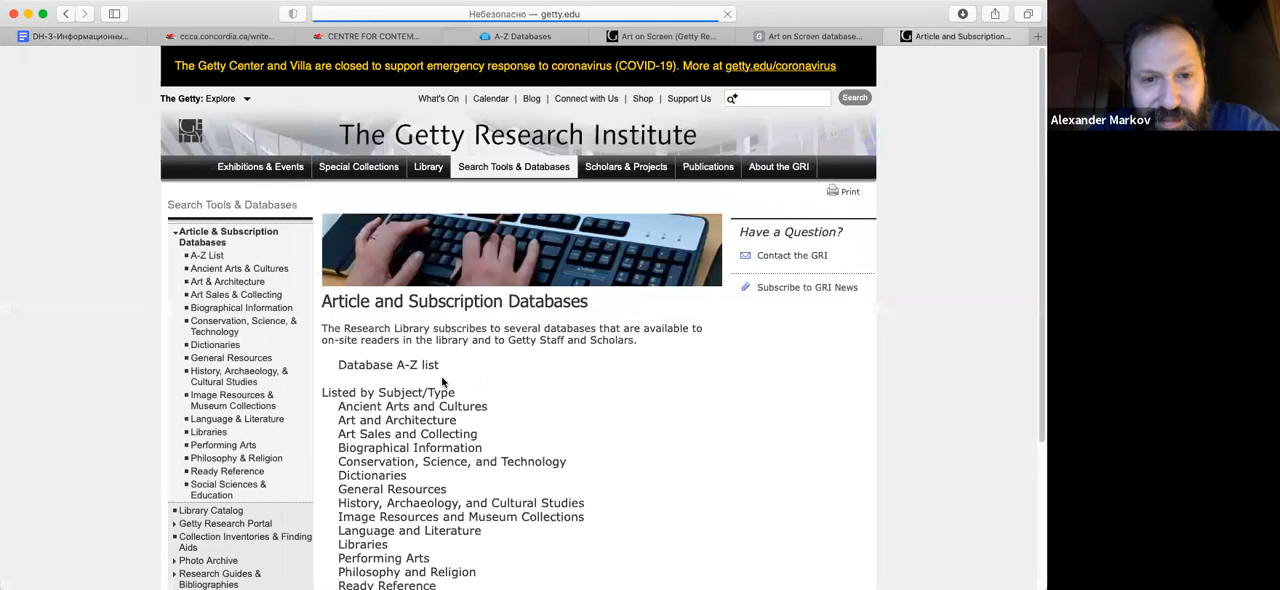 Небезопасно — getty.edu
DH-3-Информационны...
ccca.concordia.ca/write...
CENTRE FOR CONTEM...
A-Z Databases
Art on Screen (Getty Re...
Art on Screen database...
Article and Subscription...
The Getty Center and Villa are closed to support emergency response to coronavirus (COVID-19). More at getty.edu/coronavirus
The Getty: Explore
What's On | Calendar | Blog | Connect with Us | Shop | Support Us
Search
The Getty Research Institute
Exhibitions & Events
Special Collections
Library
Search Tools & Databases
Scholars & Projects
Publications
About the GRI
Print
Search Tools & Databases
Article & Subscription
Databases
A-Z List
Ancient Arts & Cultures
Art & Architecture
Art Sales & Collecting
Biographical Information
Conservation, Science, &
Technology
Dictionaries
General Resources
History, Archaeology, &
Cultural Studies
Image Resources &
Museum Collections
Language & Literature
Libraries
Performing Arts
Philosophy & Religion
Ready Reference
Social Sciences &
Education
Library Catalog
Getty Research Portal
Collection Inventories & Finding
Aids
Photo Archive
Research Guides &
Bibliographies
Article and Subscription Databases
The Research Library subscribes to several databases that are available to
on-site readers in the library and to Getty Staff and Scholars.
Database A-Z list
Listed by Subject/Type
Ancient Arts and Cultures
Art and Architecture
Art Sales and Collecting
Biographical Information
Conservation, Science, and Technology
Dictionaries
General Resources
History, Archaeology, and Cultural Studies
Image Resources and Museum Collections
Language and Literature
Libraries
Performing Arts
Philosophy and Religion
Ready Reference
Have a Question?
Contact the GRI
Subscribe to GRI News
Alexander Markov